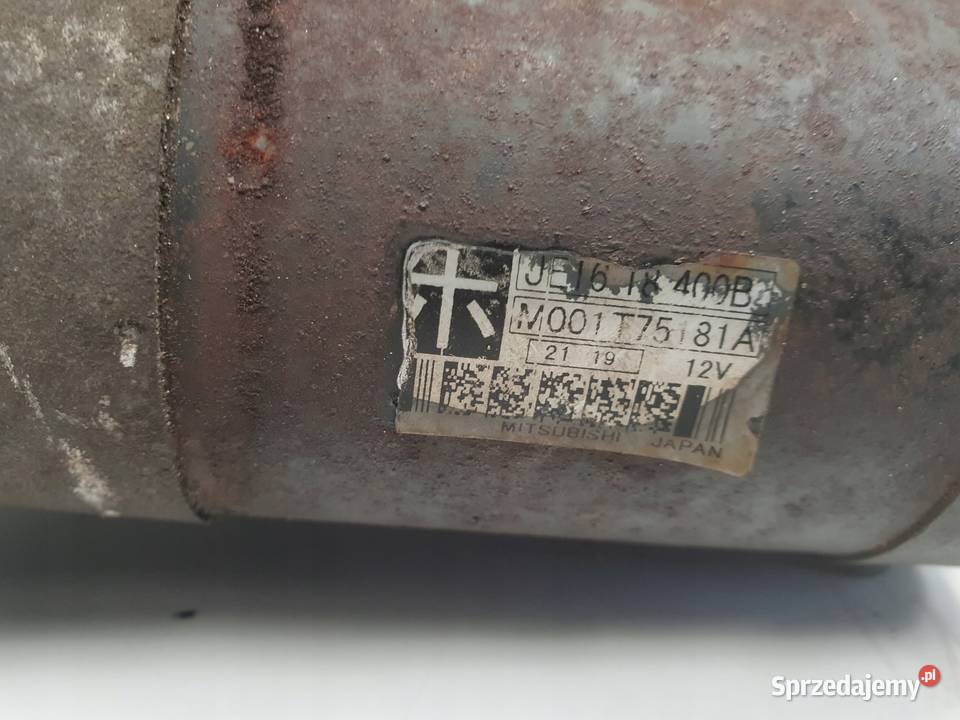 JE16 18 400B
M001T75181A
21 19 12V
MITSUBISHI JAPAN
Sprzedajemy.pl